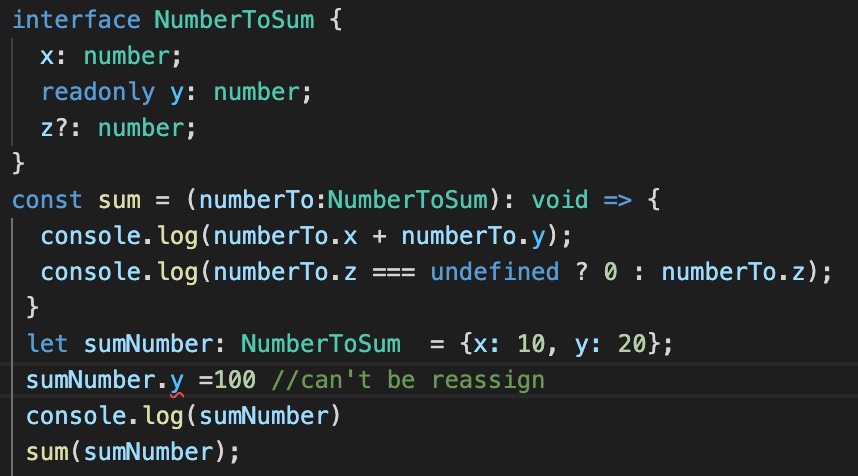 interface NumberToSum {
x: number;
readonly y: number;
z?: number;
}
const sum = (numberTo:NumberToSum): void => {
console.log(numberTo.x + numberTo.y);
console.log(numberTo.z === undefined ? 0 : numberTo.z);
}
let sumNumber: NumberToSum  = {x: 10, y: 20};
sumNumber.y =100 //can't be reassign
console.log(sumNumber)
sum(sumNumber);